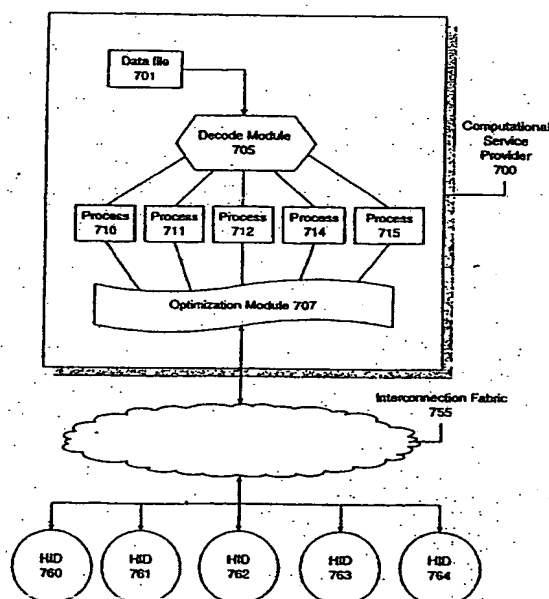 Data file
701
Decode Module
705
Computational
Service
Provider
700
Process
710
Process
711
Process
712
Process
714
Process
715
Optimization Module 707
Interconnection Fabric
755
HID
760
HID
761
HID
762
HID
763
HID
764